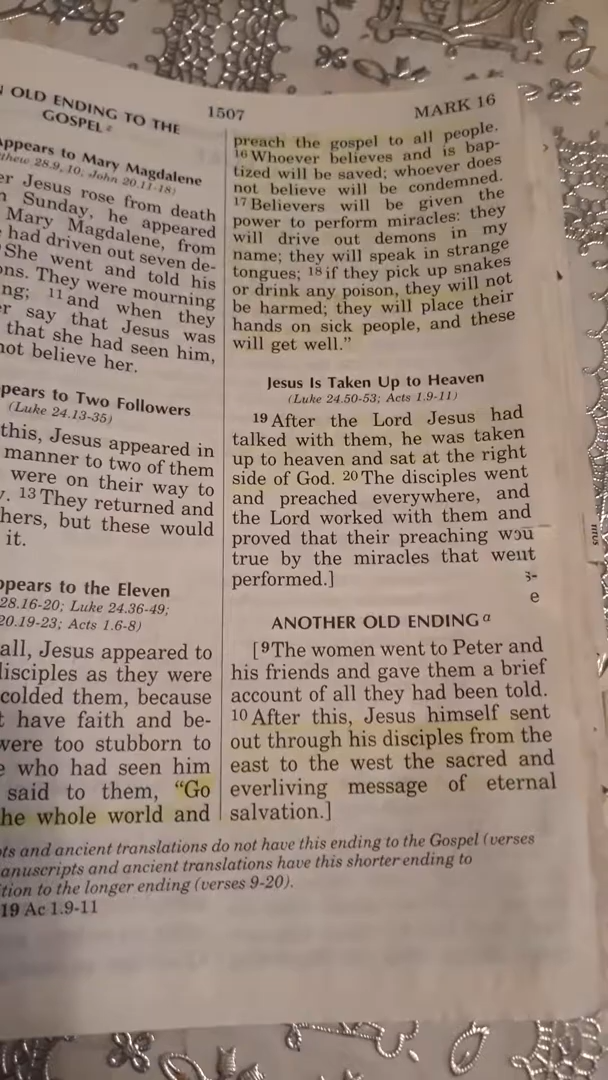 OLD ENDING TO THE
GOSPEL z
1507
MARK 16
ppears to Mary Magdalene
thew 28.9, 10, John 20.11-18)
er Jesus rose from death
n Sunday, he appeared
Mary Magdalene, from
had driven out seven de-
She went and told his
ons. They were mourning
ng; 11 and when they
r say that Jesus was
that she had seen him,
not believe her.
pears to Two Followers
(Luke 24.13-35)
this, Jesus appeared in
manner to two of them
were on their way to
y. 13 They returned and
hers, but these would
it.
ppears to the Eleven
28.16-20; Luke 24.36-49;
20.19-23; Acts 1.6-8)
all, Jesus appeared to
disciples as they were
colded them, because
t have faith and be-
were too stubborn to
e who had seen him
said to them, “Go
he whole world and
preach the gospel to all people.
16 Whoever believes and is bap-
tized will be saved; whoever does
not believe will be condemned.
17 Believers will be given the
power to perform miracles: they
will drive out demons in my
name; they will speak in strange
tongues; 18 if they pick up snakes
or drink any poison, they will not
be harmed; they will place their
hands on sick people, and these
will get well.”
Jesus Is Taken Up to Heaven
(Luke 24.50-53; Acts 1.9-11)
19 After the Lord Jesus had
talked with them, he was taken
up to heaven and sat at the right
side of God. 20 The disciples went
and preached everywhere, and
the Lord worked with them and
proved that their preaching
true by the miracles that
performed.]
ANOTHER OLD ENDING a
[9 The women went to Peter and
his friends and gave them a brief
account of all they had been told.
10 After this, Jesus himself sent
out through his disciples from the
east to the west the sacred and
everliving message of eternal
salvation.]
ts and ancient translations do not have this ending to the Gospel (verses
anuscripts and ancient translations have this shorter ending to
tion to the longer ending (verses 9-20).
19 Ac 1.9-11